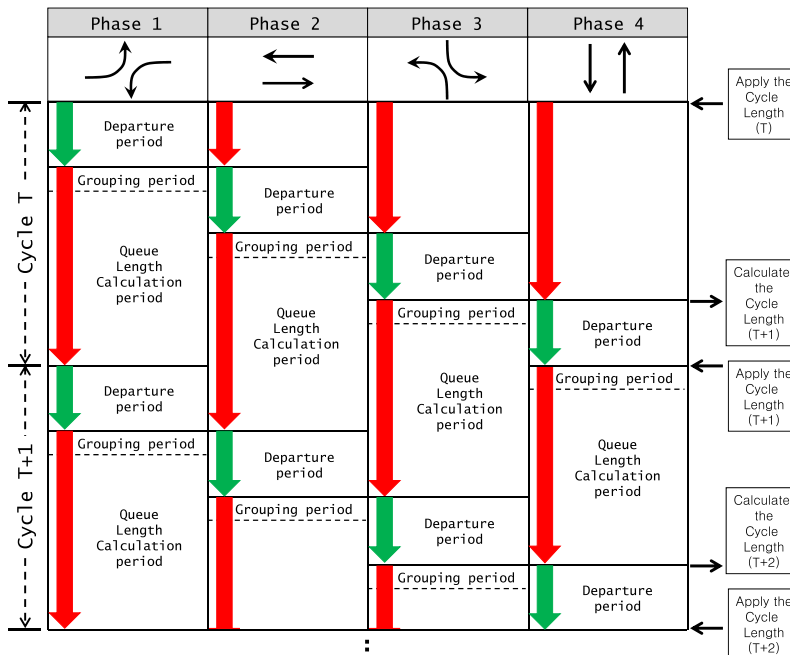 Phase 1
Phase 2
Phase 3
Phase 4
Apply the
Cycle
Length
(T)
Departure
period
Grouping period
Departure
period
Cycle T
Queue
Length
Calculation
period
Grouping period
Departure
period
Calculate
the
Cycle
Length
(T+1)
Queue
Length
Calculation
period
Grouping period
Departure
period
Apply the
Cycle
Length
(T+1)
Departure
period
Queue
Length
Calculation
period
Grouping period
Grouping period
Cycle T+1
Departure
period
Queue
Length
Calculation
period
Queue
Length
Calculation
period
Grouping period
Departure
period
Calculate
the
Cycle
Length
(T+2)
Grouping period
Departure
period
Apply the
Cycle
Length
(T+2)
: